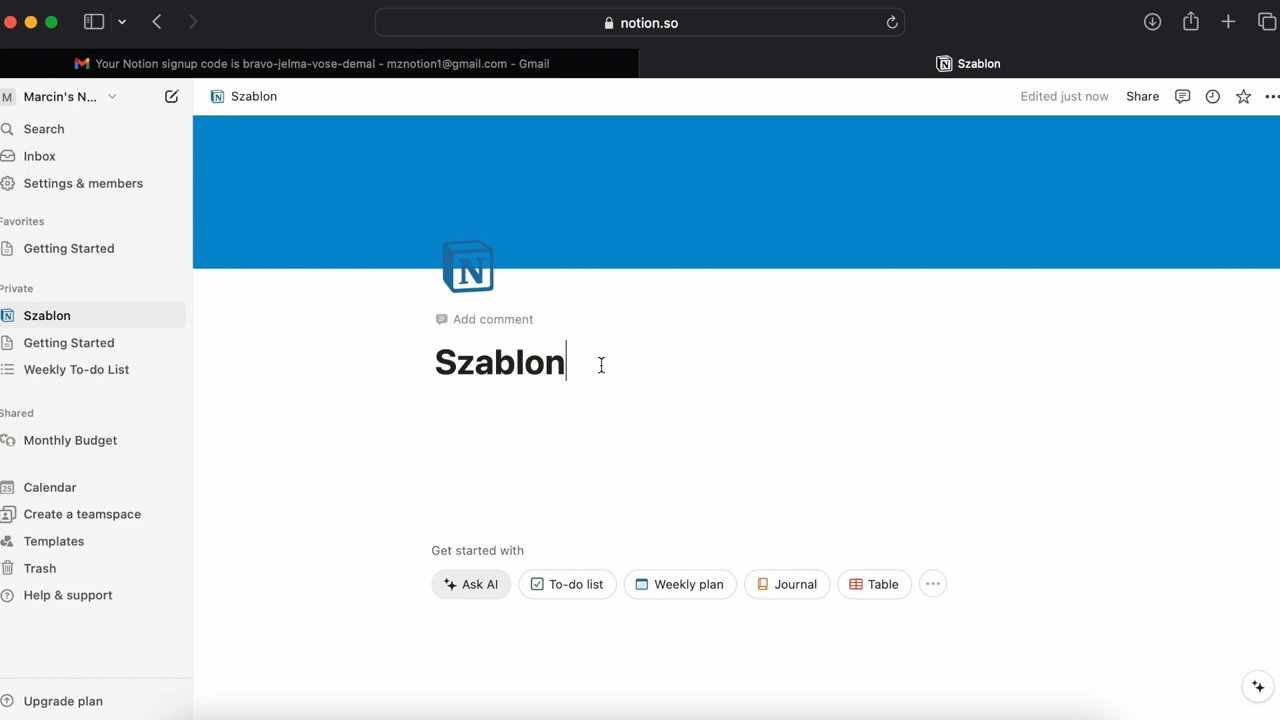 notion.so
Your Notion signup code is bravo-jelma-vose-demal - mznotion1@gmail.com - Gmail
Szablon
M Marcin's N...
Szablon
Edited just now
Share
Search
Inbox
Settings & members
Favorites
Getting Started
Private
Szablon
Getting Started
Weekly To-do List
Shared
Monthly Budget
25 Calendar
Create a teamspace
Templates
Trash
Help & support
Upgrade plan
N
Add comment
Szablon
Get started with
Ask AI
To-do list
Weekly plan
Journal
Table